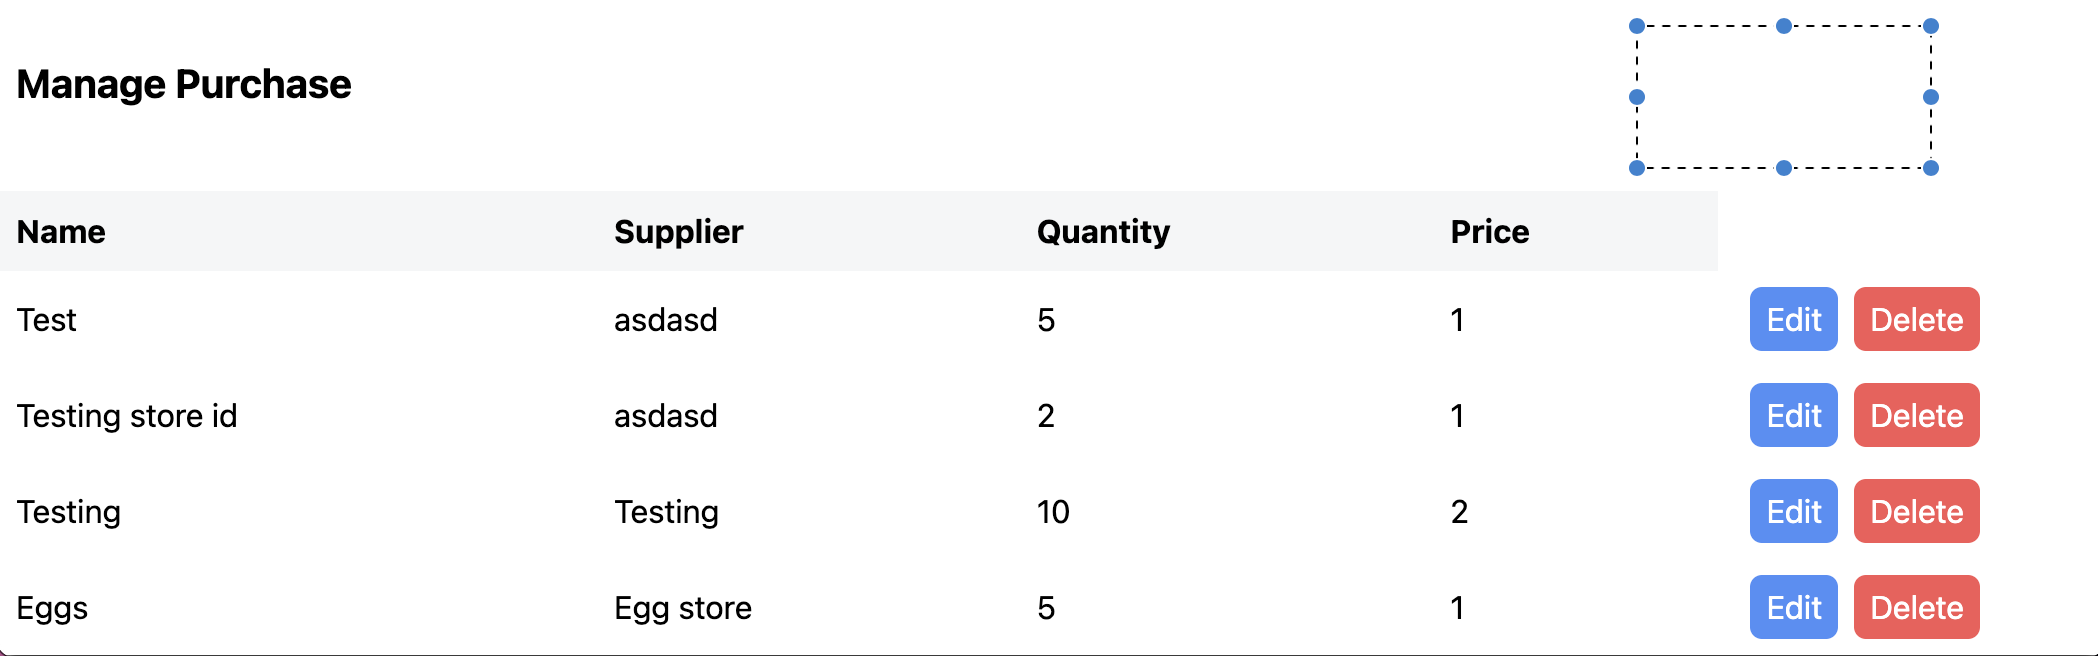 Manage Purchase
Name Supplier Quantity Price
Test asdasd 5 1 Edit Delete
Testing store id asdasd 2 1 Edit Delete
Testing Testing 10 2 Edit Delete
Eggs Egg store 5 1 Edit Delete